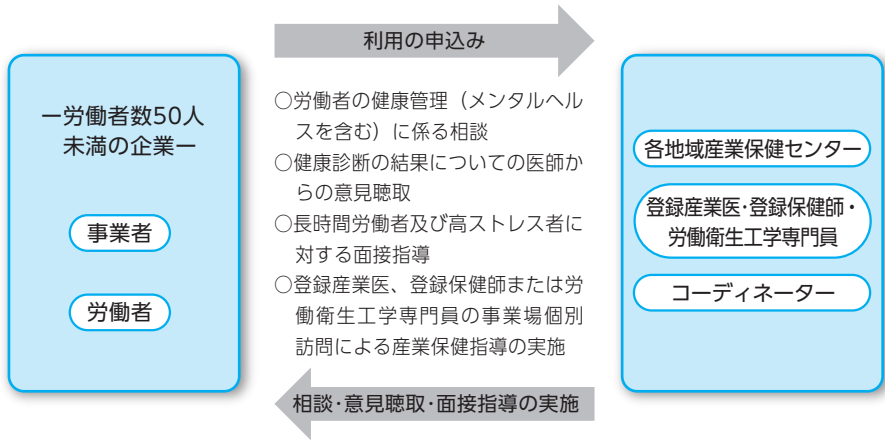 利用の申込み
ー労働者数50人
未満の企業ー
事業者
労働者
○労働者の健康管理（メンタルヘル
スを含む）に係る相談
○健康診断の結果についての医師か
らの意見聴取
○長時間労働者及び高ストレス者に
対する面接指導
○登録産業医、登録保健師または労
働衛生工学専門員の事業場個別
訪問による産業保健指導の実施
各地域産業保健センター
登録産業医・登録保健師・
労働衛生工学専門員
コーディネーター
相談・意見聴取・面接指導の実施